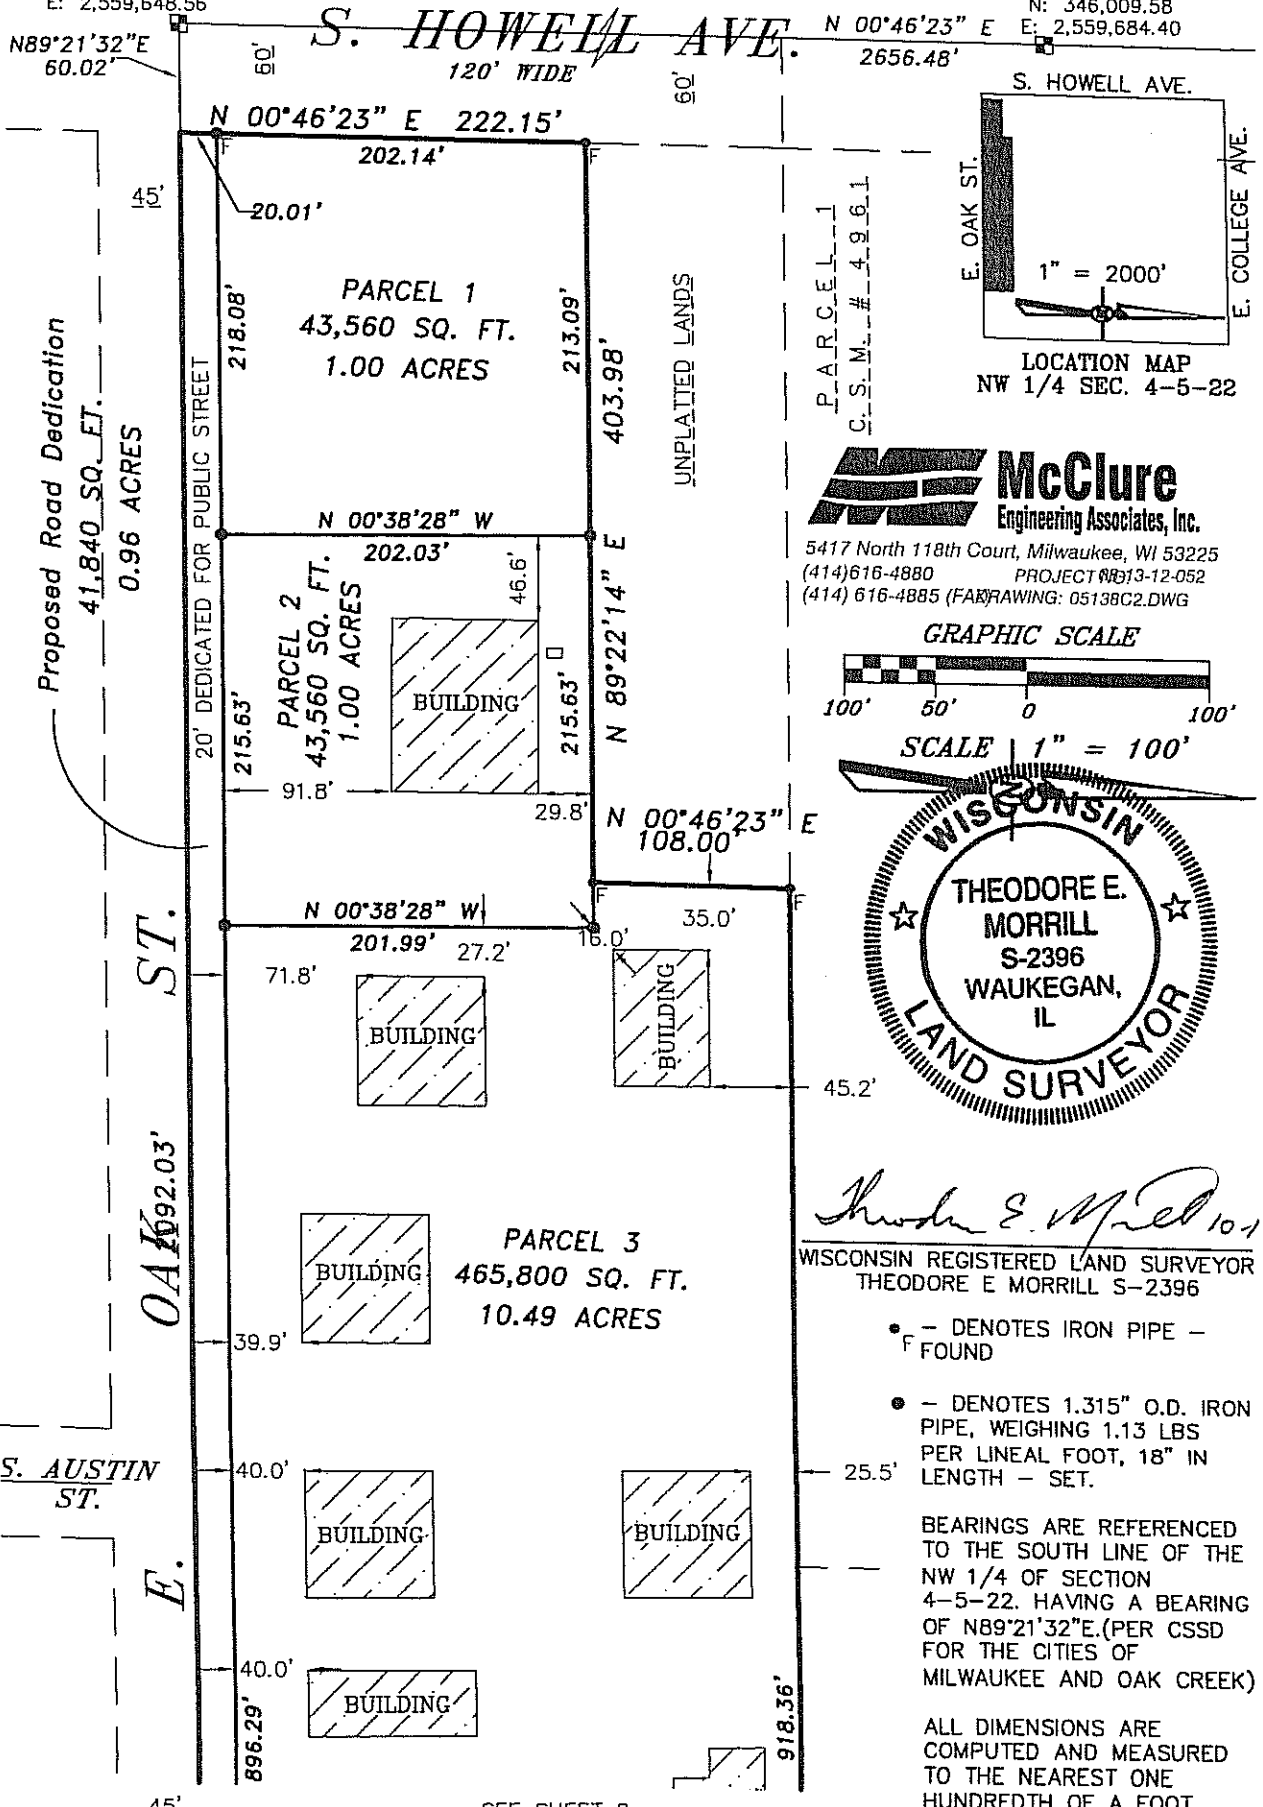 E: 2,559,648.56
N89°21'32"E
60.02'
60'
S. HOWELL AVE.
120' WIDE
60'
N 00°46'23" E
2656.48'
N: 346,009.58
E: 2,559,684.40
N 00°46'23" E 222.15'
202.14'
F
F
45'
20.01'
218.08'
PARCEL 1
43,560 SQ. FT.
1.00 ACRES
213.09'
403.98'
UNPLATTED LANDS
PARCEL 1
C.S.M. # 4961
S. HOWELL AVE.
E. OAK ST.
E. COLLEGE AVE.
1" = 2000'
LOCATION MAP
NW 1/4 SEC. 4-5-22
Proposed Road Dedication
41,840 SQ. FT.
0.96 ACRES
20' DEDICATED FOR PUBLIC STREET
McClure
Engineering Associates, Inc.
5417 North 118th Court, Milwaukee, WI 53225
(414)616-4880
PROJECT 13-12-052
(414) 616-4885
DRAWING: 05138C2.DWG
N 00°38'28" W
202.03'
46.6'
PARCEL 2
43,560 SQ. FT.
1.00 ACRES
BUILDING
215.63'
215.63'
N 89°22'14" E
91.8'
29.8'
GRAPHIC SCALE
100' 50' 0 100'
SCALE 1" = 100'
N 00°46'23" E
108.00'
F
F
WISCONSIN
THEODORE E.
MORRILL
S-2396
WAUKEGAN,
IL
LAND SURVEYOR
N 00°38'28" W
201.99'
27.2'
16.0'
35.0'
71.8'
BUILDING
BUILDING
45.2'
E. OAK ST.
2092.03'
PARCEL 3
465,800 SQ. FT.
10.49 ACRES
BUILDING
39.9'
Theodore E. Morrill 10-1
WISCONSIN REGISTERED LAND SURVEYOR
THEODORE E MORRILL S-2396
F – DENOTES IRON PIPE –
FOUND
– DENOTES 1.315" O.D. IRON
PIPE, WEIGHING 1.13 LBS
PER LINEAL FOOT, 18" IN
LENGTH – SET.
S. AUSTIN
ST.
40.0'
BUILDING
BUILDING
25.5'
BEARINGS ARE REFERENCED
TO THE SOUTH LINE OF THE
NW 1/4 OF SECTION
4-5-22. HAVING A BEARING
OF N89°21'32"E.(PER CSSD
FOR THE CITIES OF
MILWAUKEE AND OAK CREEK)
40.0'
BUILDING
896.29'
918.36'
ALL DIMENSIONS ARE
COMPUTED AND MEASURED
TO THE NEAREST ONE
HUNDREDTH OF A FOOT
45'